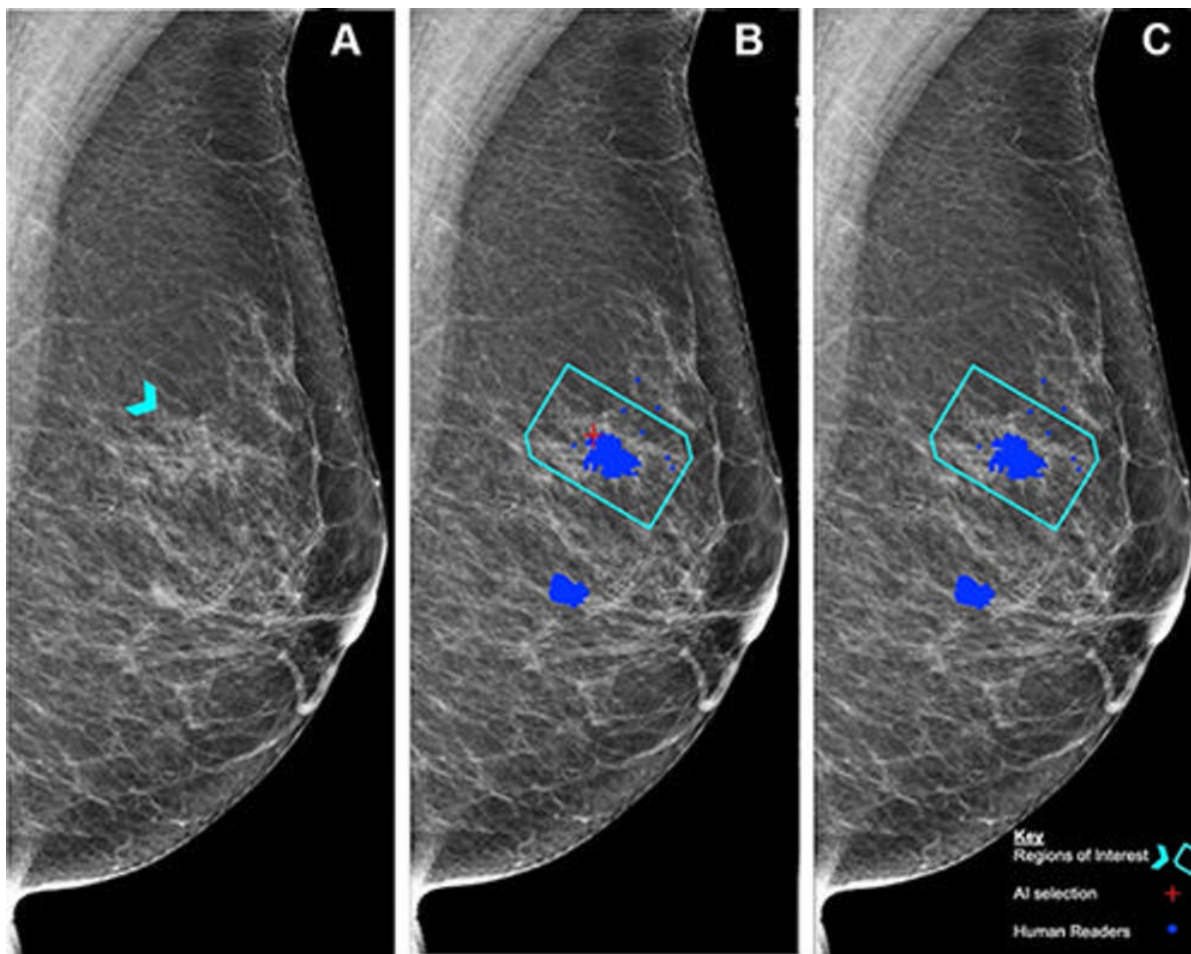 A
B
C
Key
Regions of Interest
AI selection
Human Readers